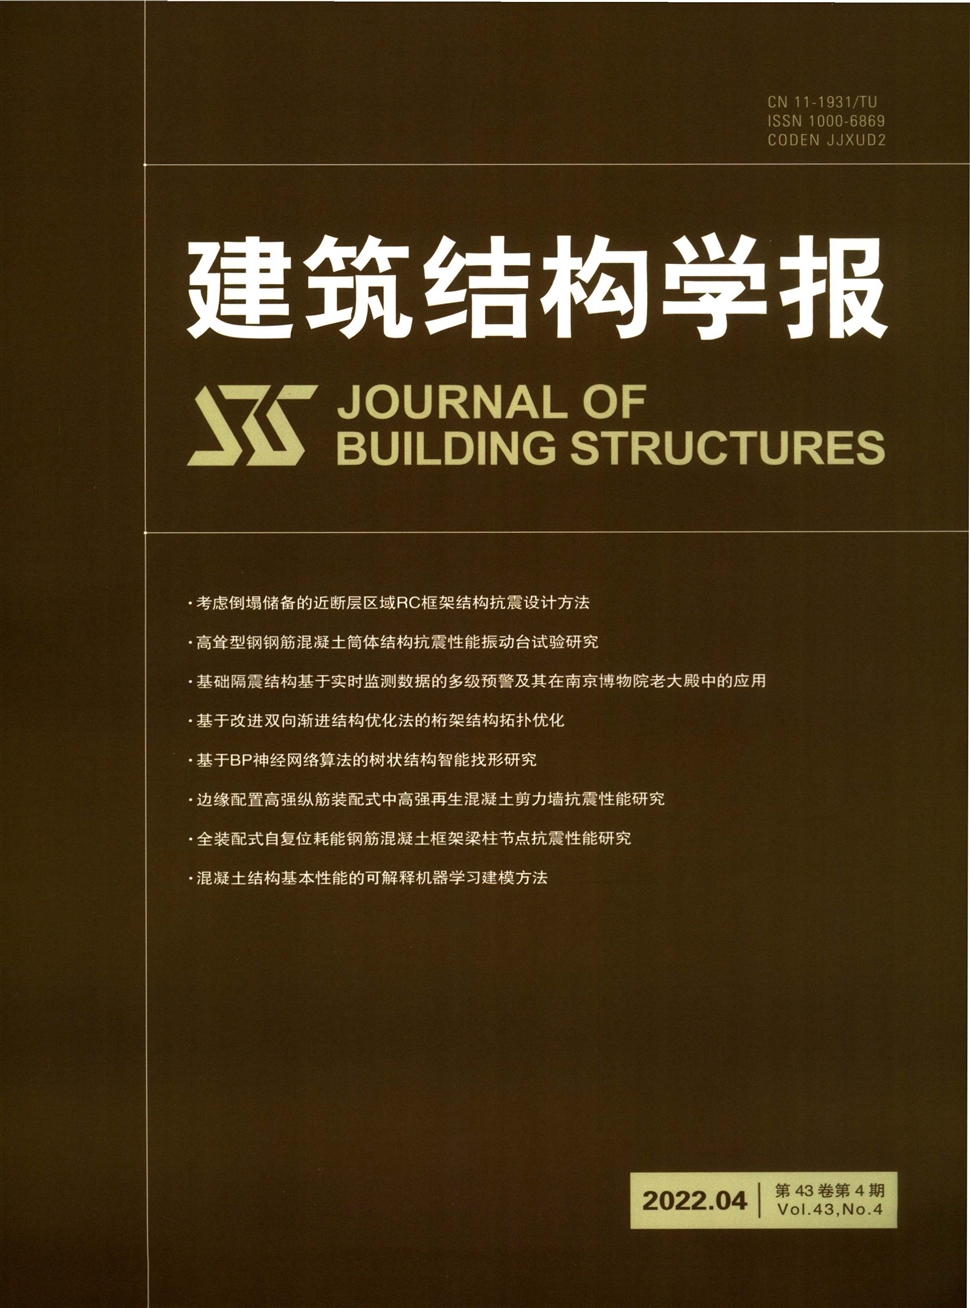 CN 11-1931/TU
ISSN 1000-6869
CODEN JJXUD2
建筑结构学报
JOURNAL OF
BUILDING STRUCTURES
·考虑倒塌储备的近断层区域RC框架结构抗震设计方法
·高耸型钢钢筋混凝土筒体结构抗震性能振动台试验研究
·基础隔震结构基于实时监测数据的多级预警及其在南京博物院老大殿中的应用
·基于改进双向渐进结构优化法的桁架结构拓扑优化
·基于BP神经网络算法的树状结构智能找形研究
·边缘配置高强纵筋装配式中高强再生混凝土剪力墙抗震性能研究
·全装配式自复位耗能钢筋混凝土框架梁柱节点抗震性能研究
·混凝土结构基本性能的可解释机器学习建模方法
2022.04
第 43 卷第 4 期
Vol.43,No.4